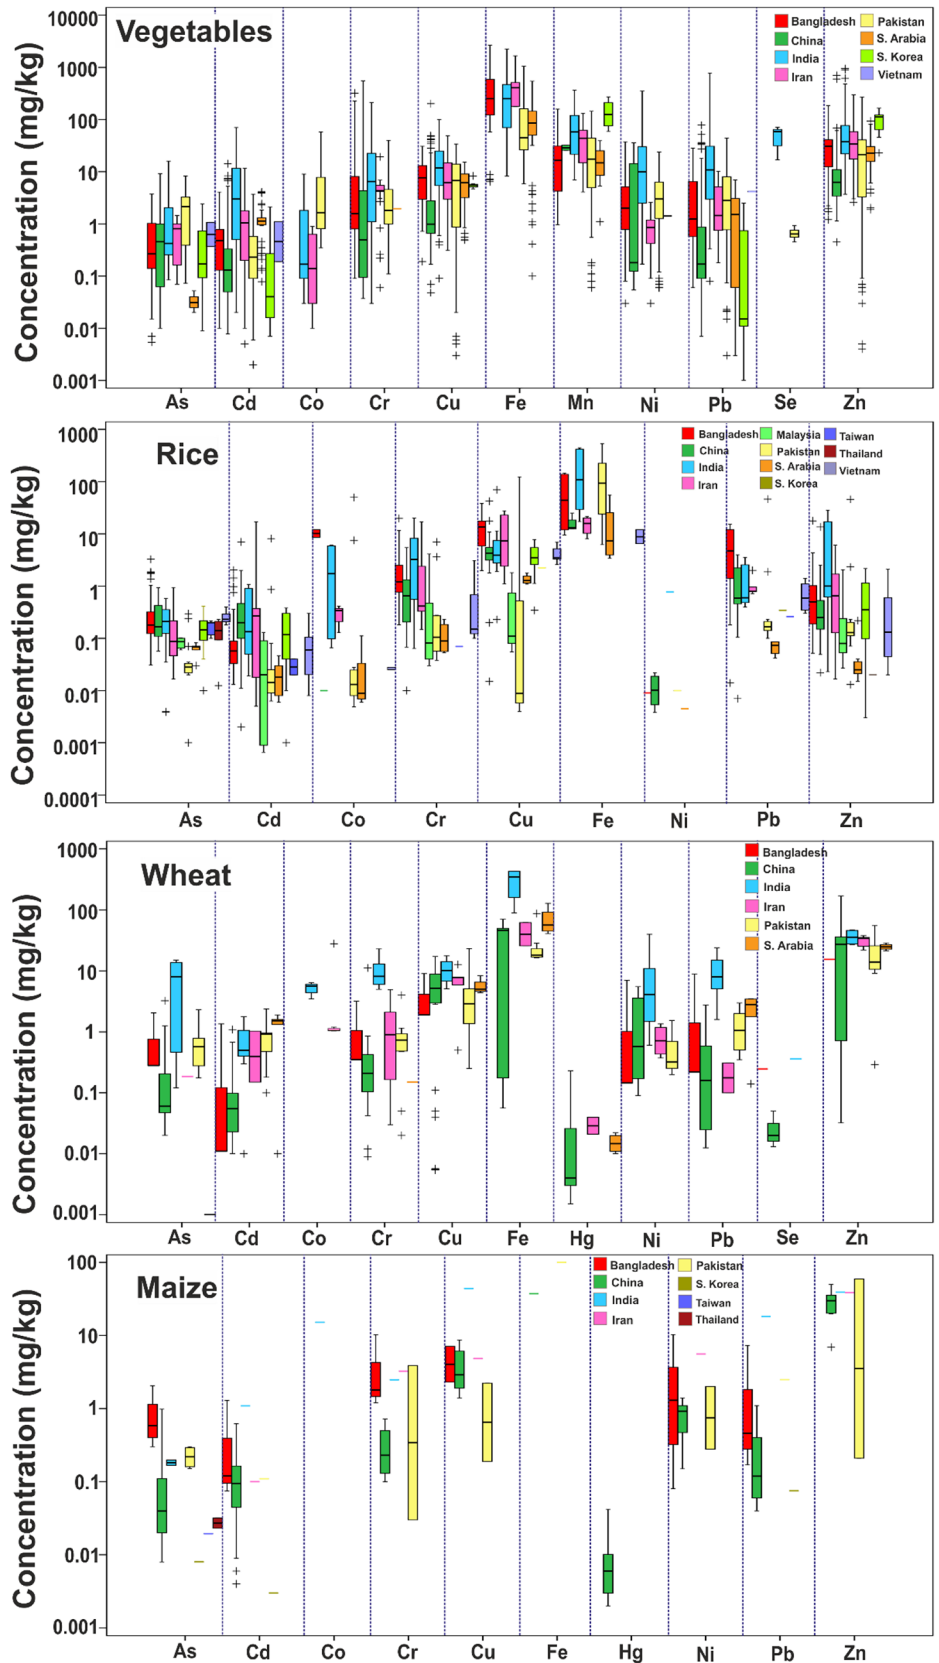 Vegetables
Concentration (mg/kg)
10000
1000
100
10
1
0.1
0.01
0.001
Bangladesh
China
India
Iran
Pakistan
S. Arabia
S. Korea
Vietnam
As Cd Co Cr Cu Fe Mn Ni Pb Se Zn
Rice
Concentration (mg/kg)
1000
100
10
1
0.1
0.01
0.001
0.0001
Bangladesh
China
India
Iran
Malaysia
Pakistan
S. Arabia
S. Korea
Taiwan
Thailand
Vietnam
As Cd Co Cr Cu Fe Ni Pb Zn
Wheat
Concentration (mg/kg)
1000
100
10
1
0.1
0.01
0.001
Bangladesh
China
India
Iran
Pakistan
S. Arabia
As Cd Co Cr Cu Fe Hg Ni Pb Se Zn
Maize
Concentration (mg/kg)
100
10
1
0.1
0.01
0.001
Bangladesh
China
India
Iran
Pakistan
S. Korea
Taiwan
Thailand
As Cd Co Cr Cu Fe Hg Ni Pb Zn